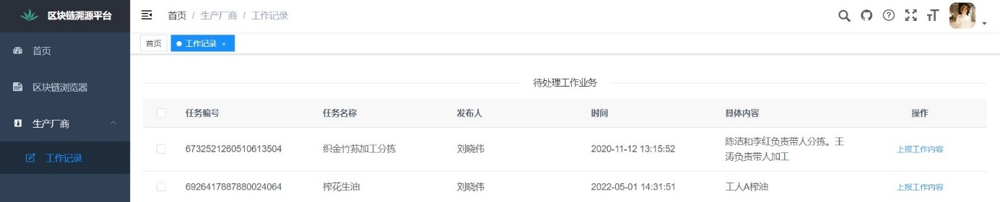 区块链溯源平台
首页 / 生产厂商 / 工作记录
首页
工作记录 ×
首页
区块链浏览器
生产厂商
工作记录
待处理工作业务
任务编号 任务名称 发布人 时间 具体内容 操作
6732521260510613504 织金竹荪加工分拣 刘晓伟 2020-11-12 13:15:52 陈洁和李红负责带人分拣。王
涛负责带人加工 上报工作内容
6926417887880024064 榨花生油 刘晓伟 2022-05-01 14:31:51 工人A榨油 上报工作内容